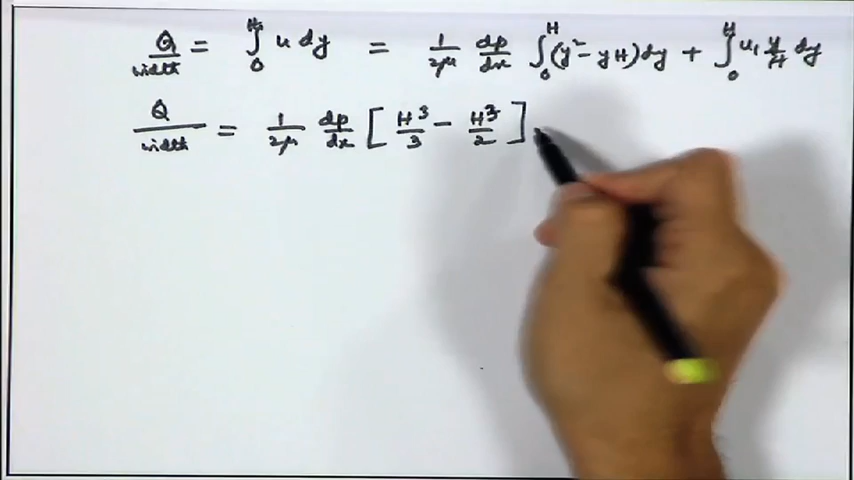 Q/width = ∫₀ᴴ u dy = 1/2μ dp/dx ∫₀ᴴ (y² - yH) dy + ∫₀ᴴ u₁ y/H dy
Q/width = 1/2μ dp/dx [ H³/3 - H³/2 ]